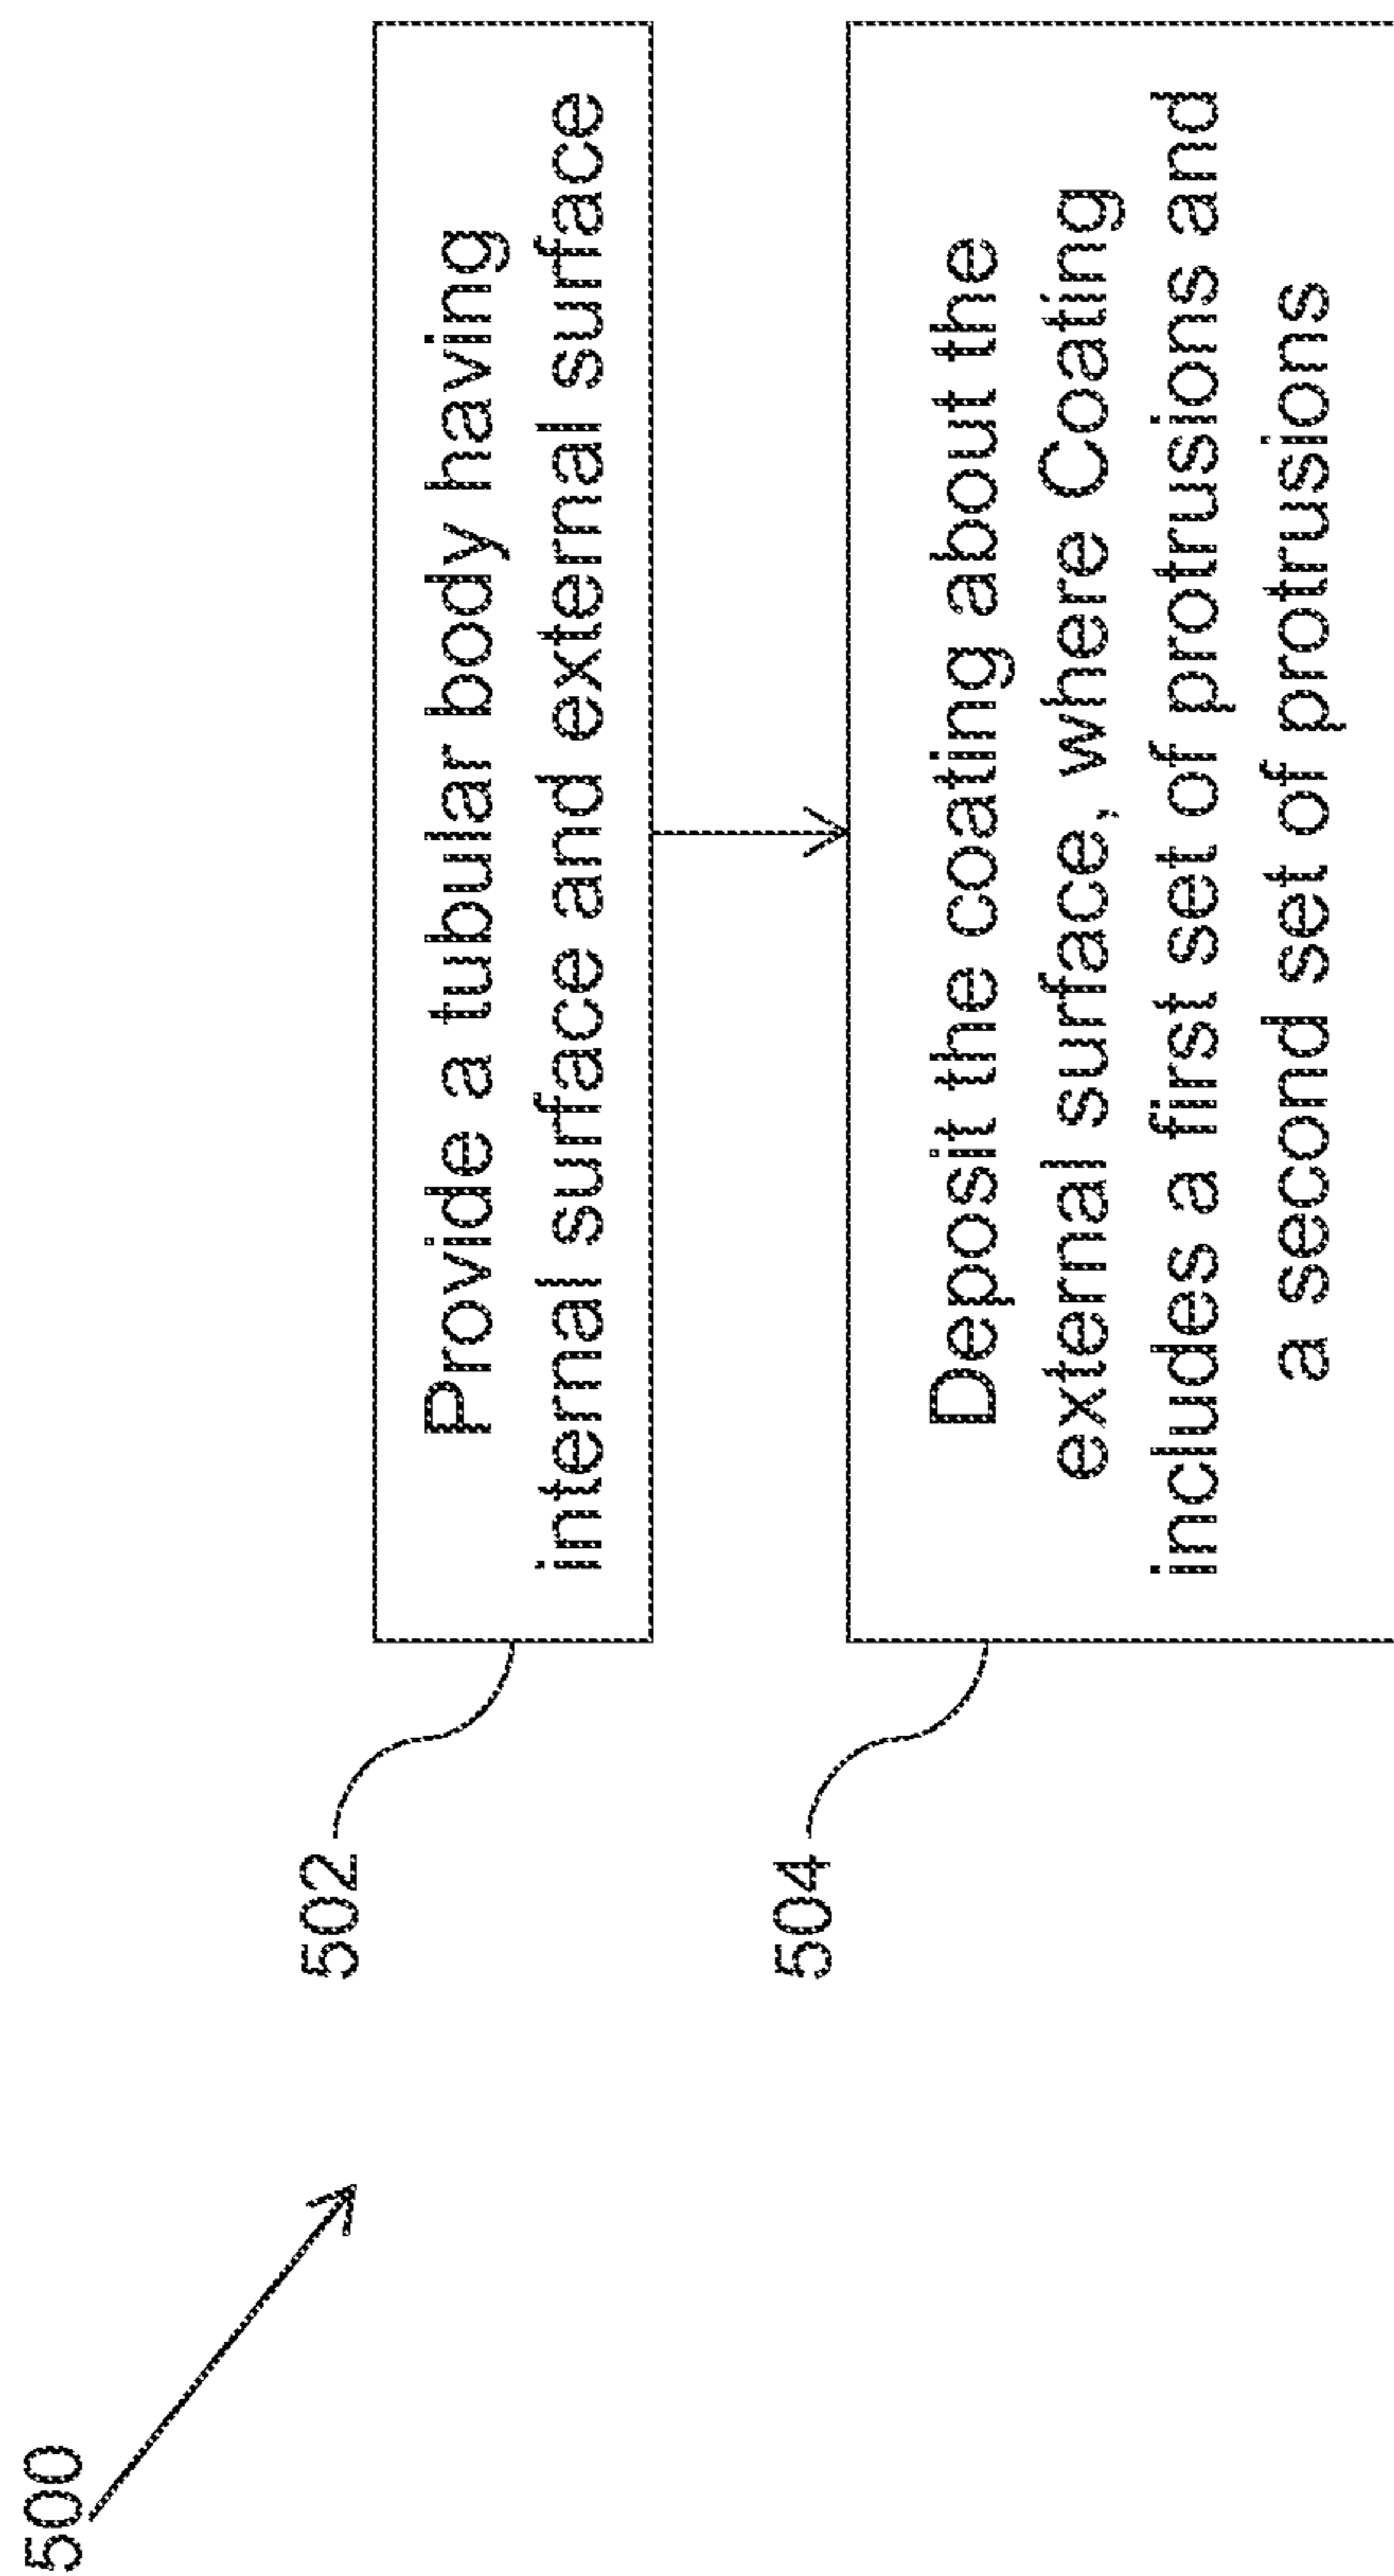 500
502
Provide a tubular body having
internal surface and external surface
504
Deposit the coating about the
external surface, where Coating
includes a first set of protrusions and
a second set of protrusions